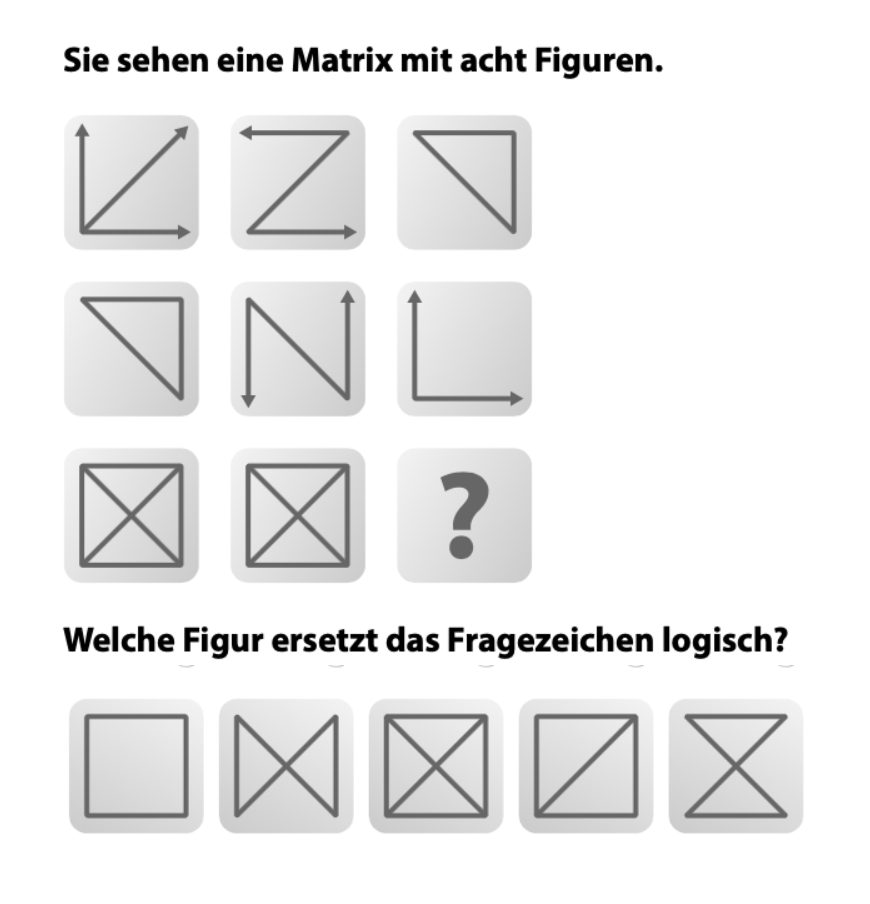 Sie sehen eine Matrix mit acht Figuren.
?
Welche Figur ersetzt das Fragezeichen logisch?